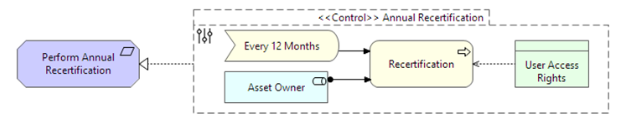 <<Control>> Annual Recertification
Perform Annual
Recertification
Every 12 Months
Asset Owner
Recertification
User Access
Rights